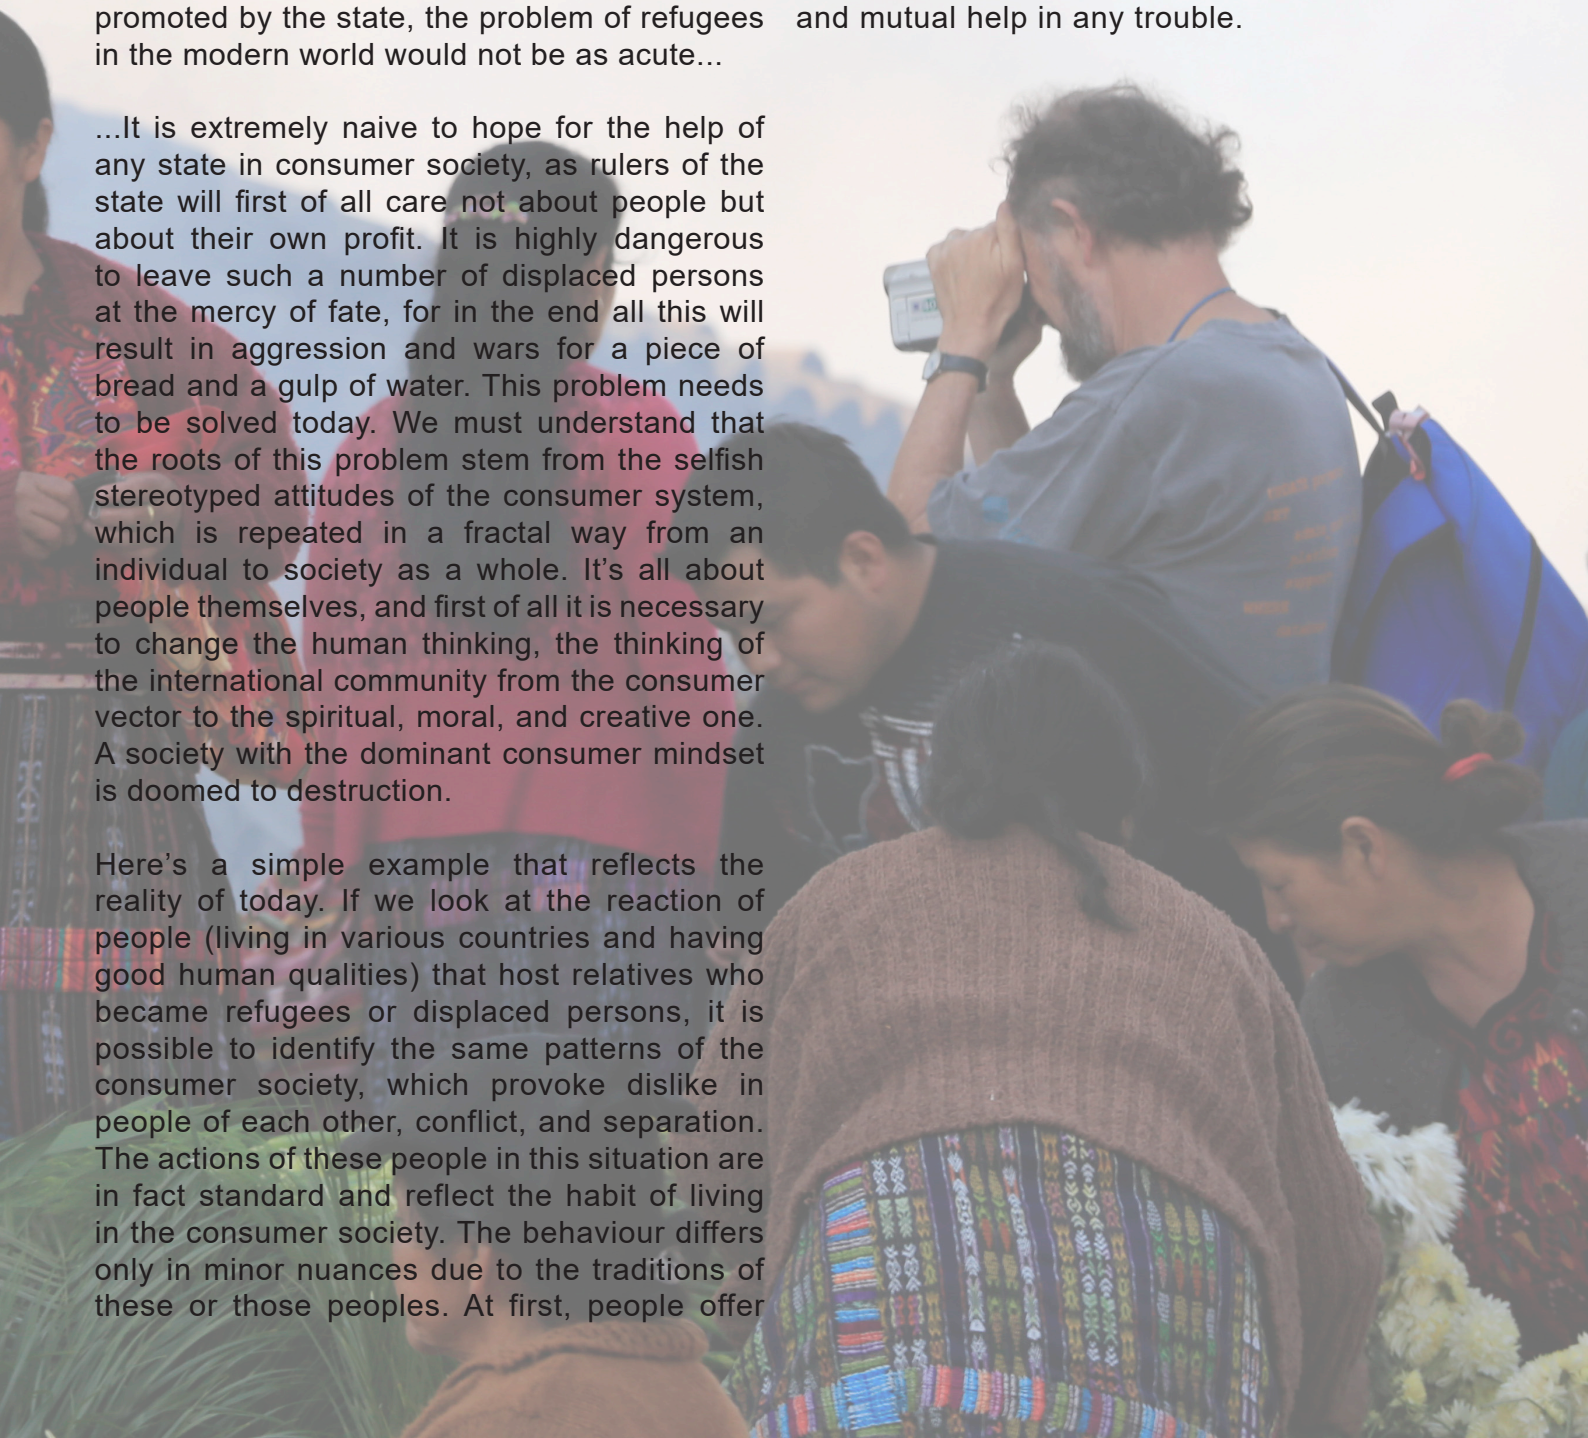 promoted by the state, the problem of refugees
in the modern world would not be as acute...
...It is extremely naive to hope for the help of
any state in consumer society, as rulers of the
state will first of all care not about people but
about their own profit. It is highly dangerous
to leave such a number of displaced persons
at the mercy of fate, for in the end all this will
result in aggression and wars for a piece of
bread and a gulp of water. This problem needs
to be solved today. We must understand that
the roots of this problem stem from the selfish
stereotyped attitudes of the consumer system,
which is repeated in a fractal way from an
individual to society as a whole. It’s all about
people themselves, and first of all it is necessary
to change the human thinking, the thinking of
the international community from the consumer
vector to the spiritual, moral, and creative one.
A society with the dominant consumer mindset
is doomed to destruction.
Here’s a simple example that reflects the
reality of today. If we look at the reaction of
people (living in various countries and having
good human qualities) that host relatives who
became refugees or displaced persons, it is
possible to identify the same patterns of the
consumer society, which provoke dislike in
people of each other, conflict, and separation.
The actions of these people in this situation are
in fact standard and reflect the habit of living
in the consumer society. The behaviour differs
only in minor nuances due to the traditions of
these or those peoples. At first, people offer
and mutual help in any trouble.